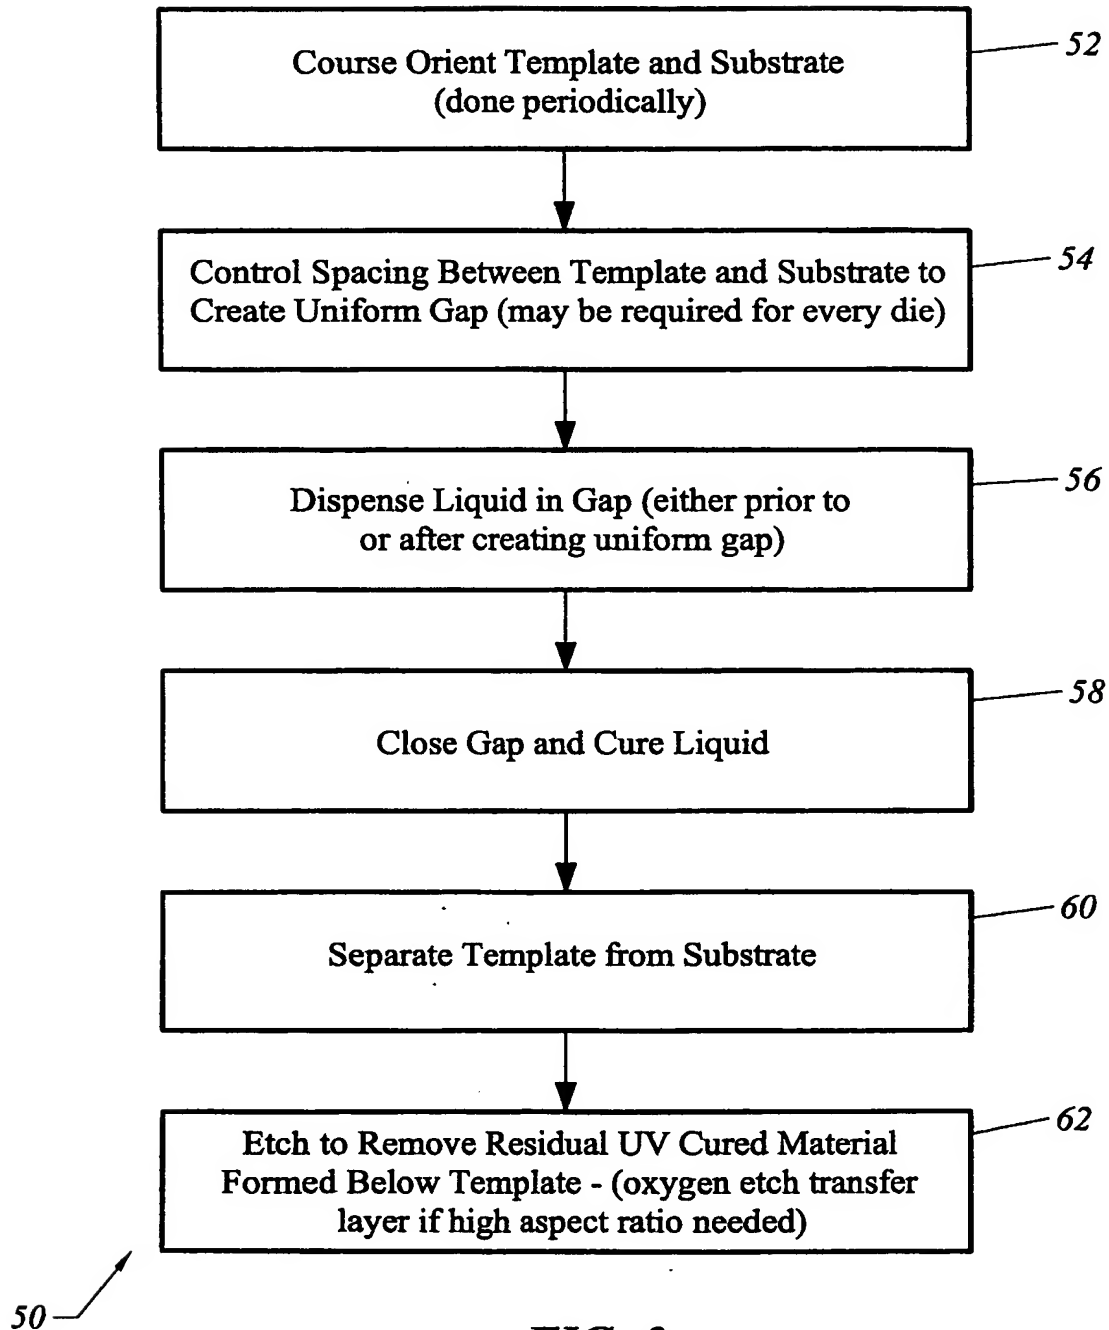 Course Orient Template and Substrate
(done periodically)
52
Control Spacing Between Template and Substrate to
Create Uniform Gap (may be required for every die)
54
Dispense Liquid in Gap (either prior to
or after creating uniform gap)
56
Close Gap and Cure Liquid
58
Separate Template from Substrate
60
Etch to Remove Residual UV Cured Material
Formed Below Template - (oxygen etch transfer
layer if high aspect ratio needed)
62
50